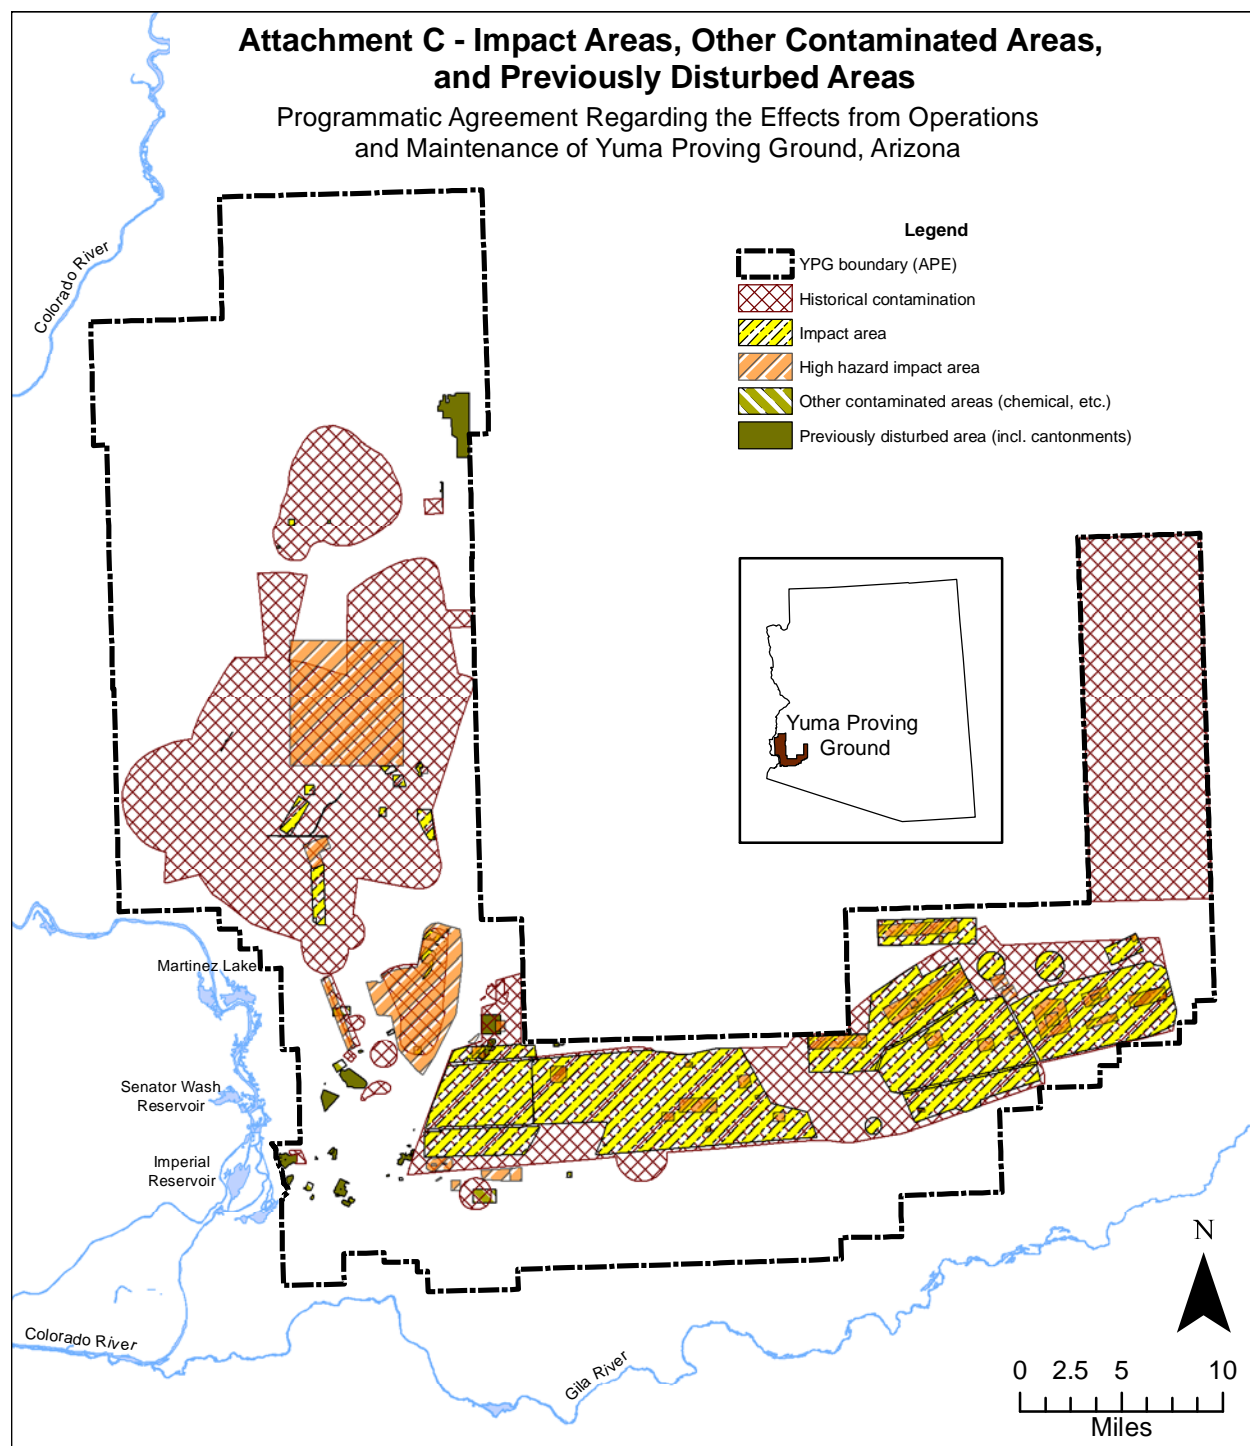 Attachment C - Impact Areas, Other Contaminated Areas,
and Previously Disturbed Areas
Programmatic Agreement Regarding the Effects from Operations
and Maintenance of Yuma Proving Ground, Arizona
Colorado River
Legend
YPG boundary (APE)
Historical contamination
Impact area
High hazard impact area
Other contaminated areas (chemical, etc.)
Previously disturbed area (incl. cantonments)
Yuma Proving
Ground
Martinez Lake
Senator Wash
Reservoir
Imperial
Reservoir
Colorado River
Gila River
N
0 2.5 5 10
Miles